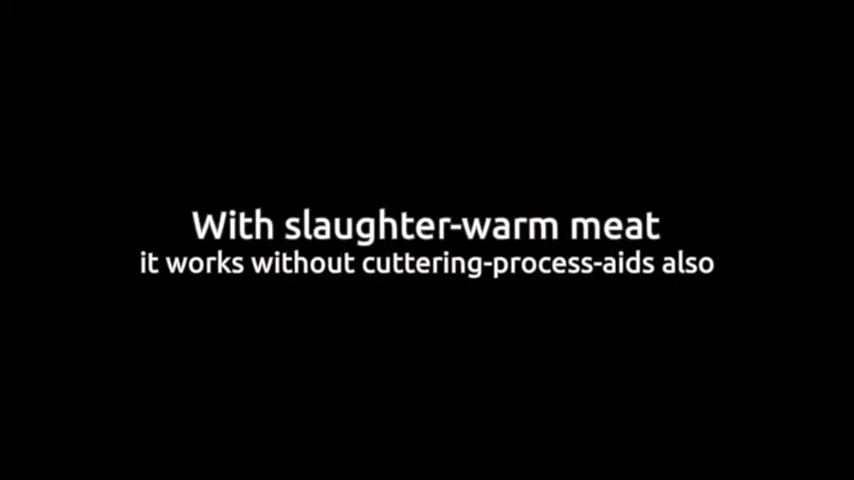 With slaughter-warm meat
it works without cuttering-process-aids also